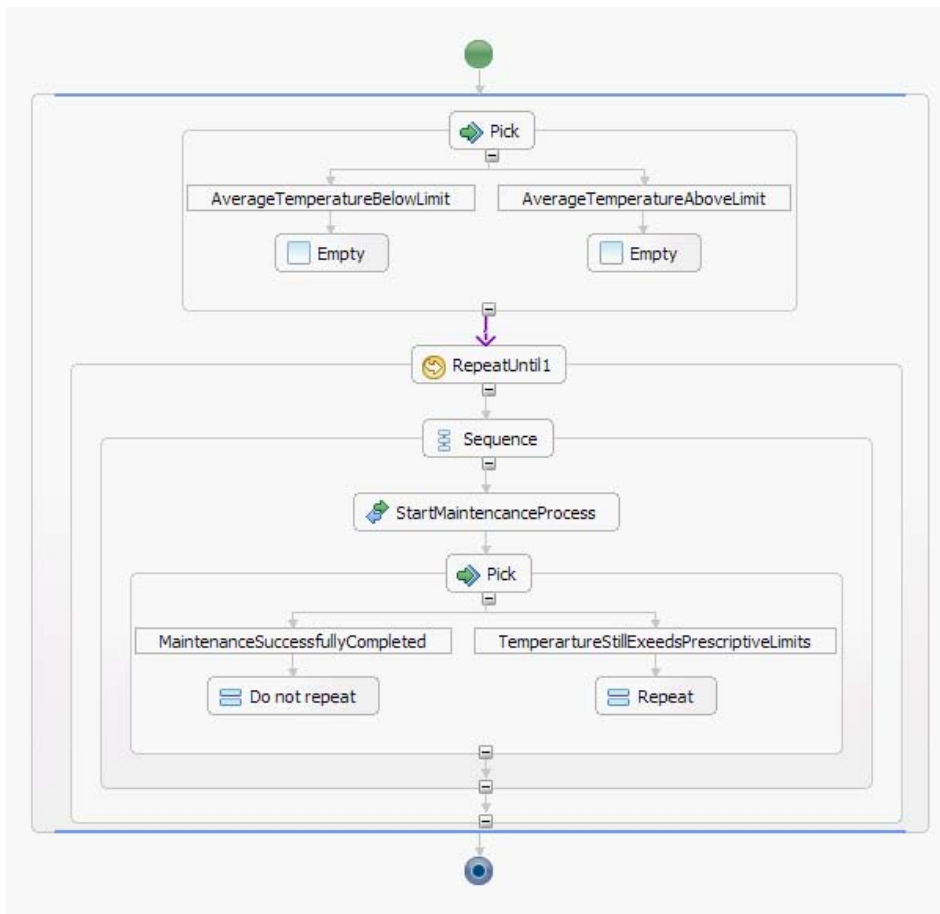 Pick
AverageTemperatureBelowLimit
AverageTemperatureAboveLimit
Empty
Empty
RepeatUntil1
Sequence
StartMaintencanceProcess
Pick
MaintenanceSuccessfullyCompleted
TemperartureStillExeedsPrescriptiveLimits
Do not repeat
Repeat